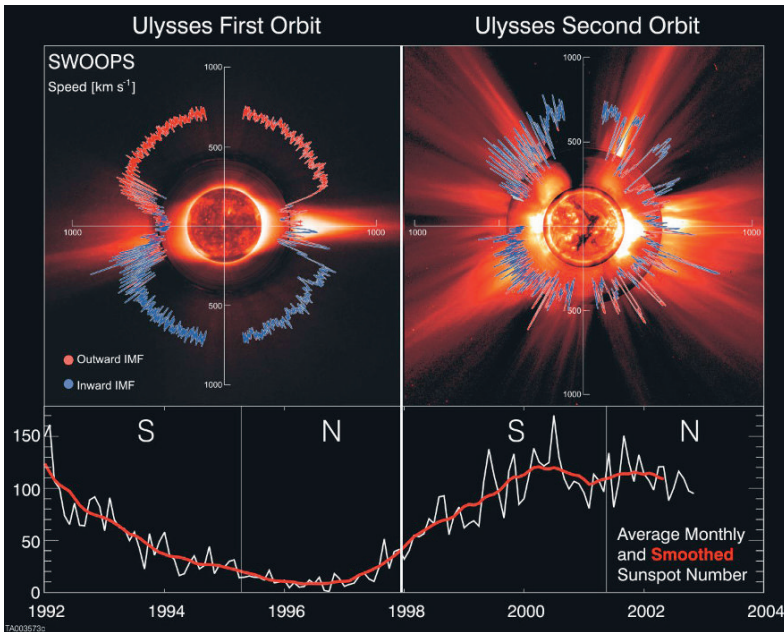 Ulysses First Orbit
Ulysses Second Orbit
SWOOPS
Speed [km s⁻¹]
1000
500
1000
1000
500
1000
Outward IMF
Inward IMF
1000
500
1000
1000
500
1000
S
N
S
N
150
100
50
0
Average Monthly
and Smoothed
Sunspot Number
1992
1994
1996
1998
2000
2002
2004
TA003573c